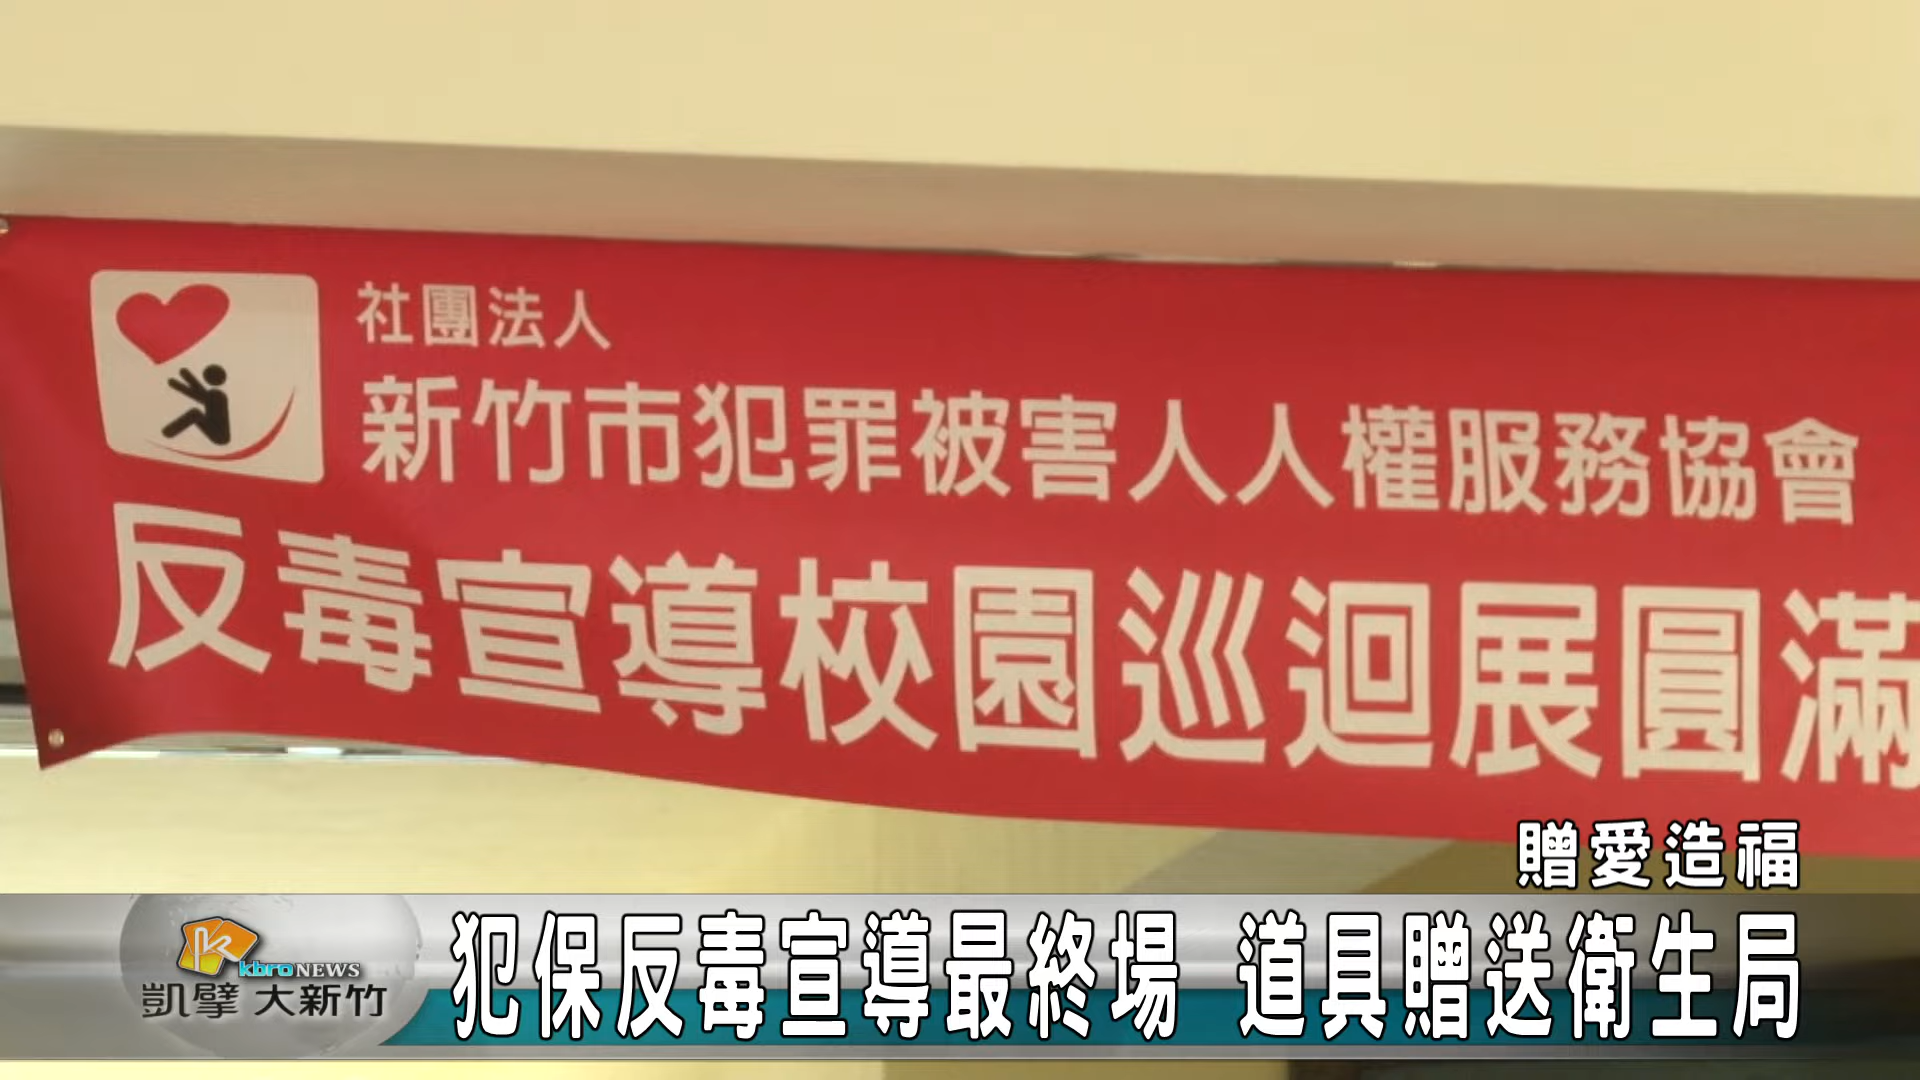 社團法人
新竹市犯罪被害人人權服務協會
反毒宣導校園巡迴展圓滿
贈愛造福
kbro NEWS
凱擘 大新竹
犯保反毒宣導最終場 道具贈送衛生局